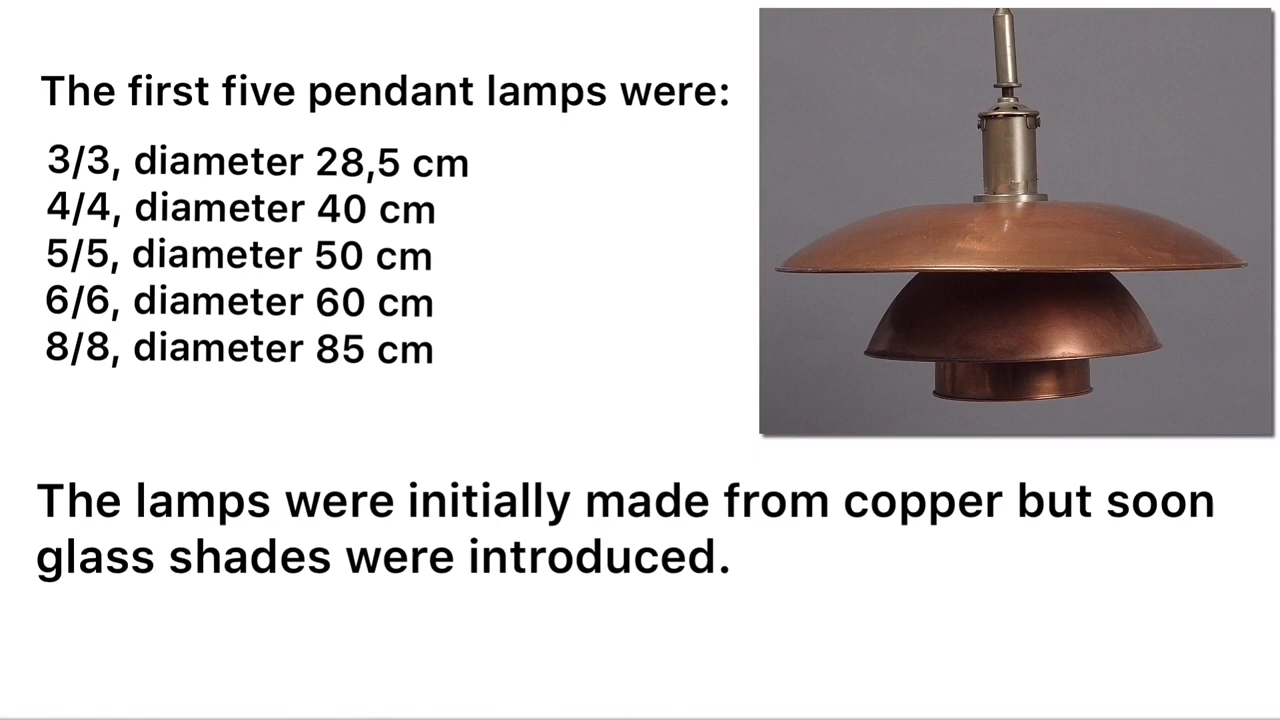 The first five pendant lamps were:
3/3, diameter 28,5 cm
4/4, diameter 40 cm
5/5, diameter 50 cm
6/6, diameter 60 cm
8/8, diameter 85 cm
The lamps were initially made from copper but soon
glass shades were introduced.